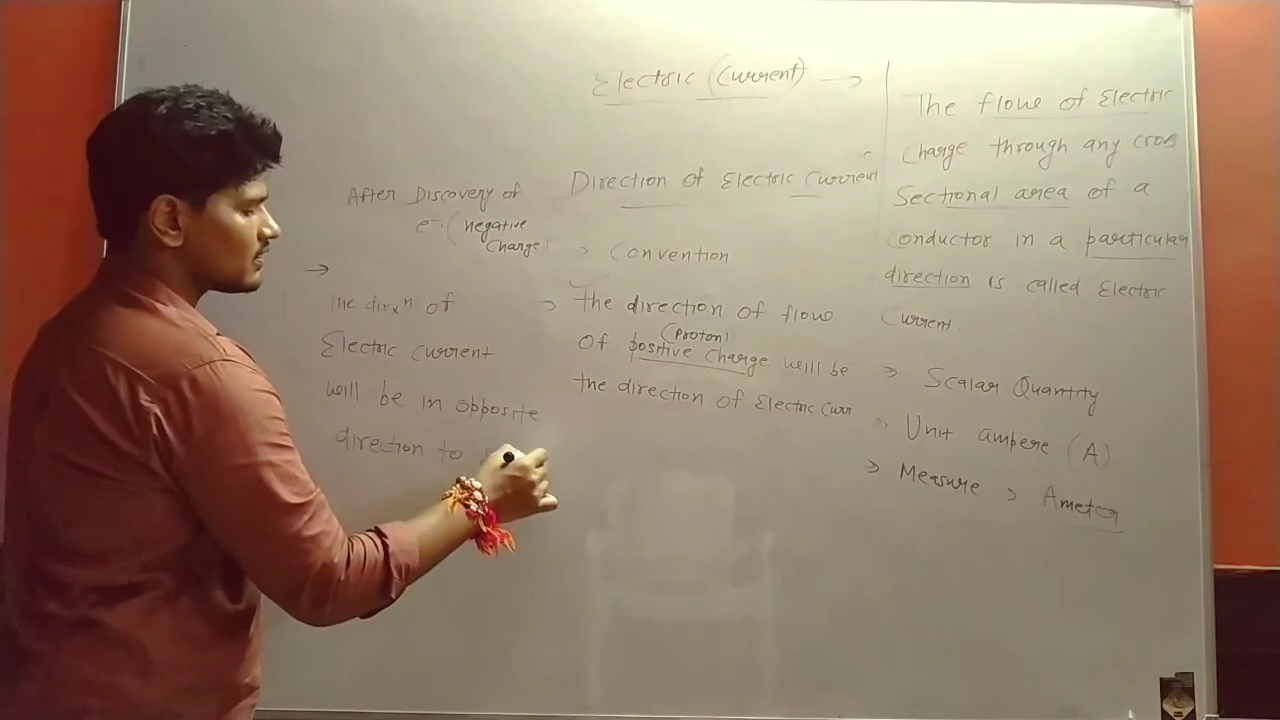 Electric (Current) →
The flow of Electric
Charge through any cross
Sectional area of a
Conductor in a particular
direction is called Electric
Current.
→ Scalar Quantity
→ Unit ampere (A)
→ Measure → Ameter
Direction of Electric Current
→ Convention
→ the direction of flow
(Proton)
of positive charge will be
the direction of Electric Curr
After Discovery of
e⁻ (negative
Charge)
→
The dirxⁿ of
Electric Current
will be in opposite
direction to